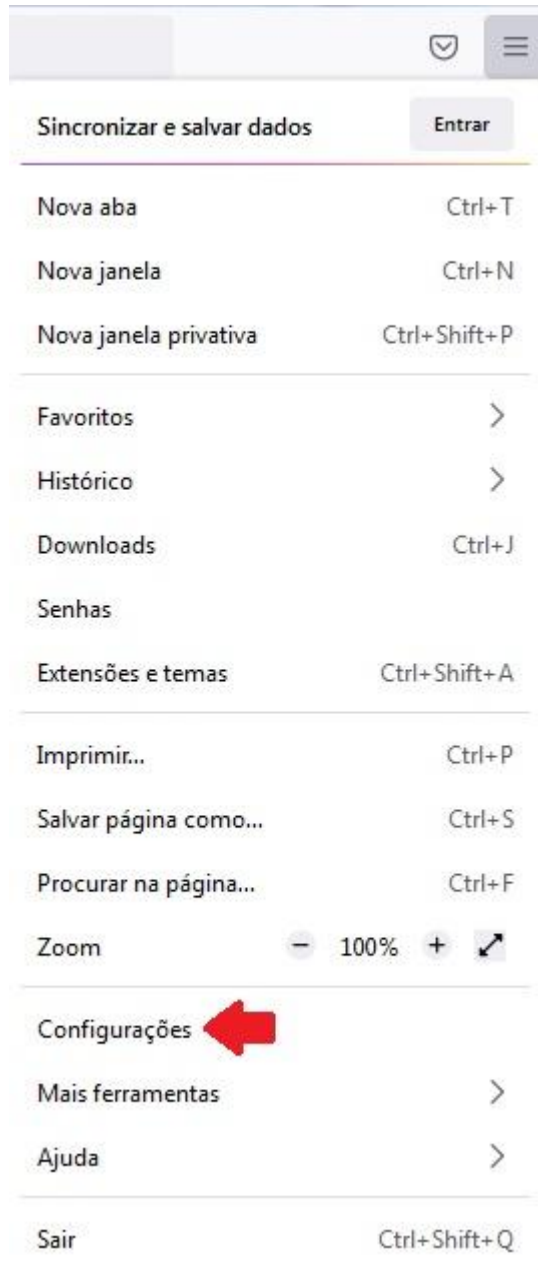 Sincronizar e salvar dados Entrar
Nova aba Ctrl+T
Nova janela Ctrl+N
Nova janela privativa Ctrl+Shift+P
Favoritos
Histórico
Downloads Ctrl+J
Senhas
Extensões e temas Ctrl+Shift+A
Imprimir... Ctrl+P
Salvar página como... Ctrl+S
Procurar na página... Ctrl+F
Zoom − 100% +
Configurações
Mais ferramentas
Ajuda
Sair Ctrl+Shift+Q